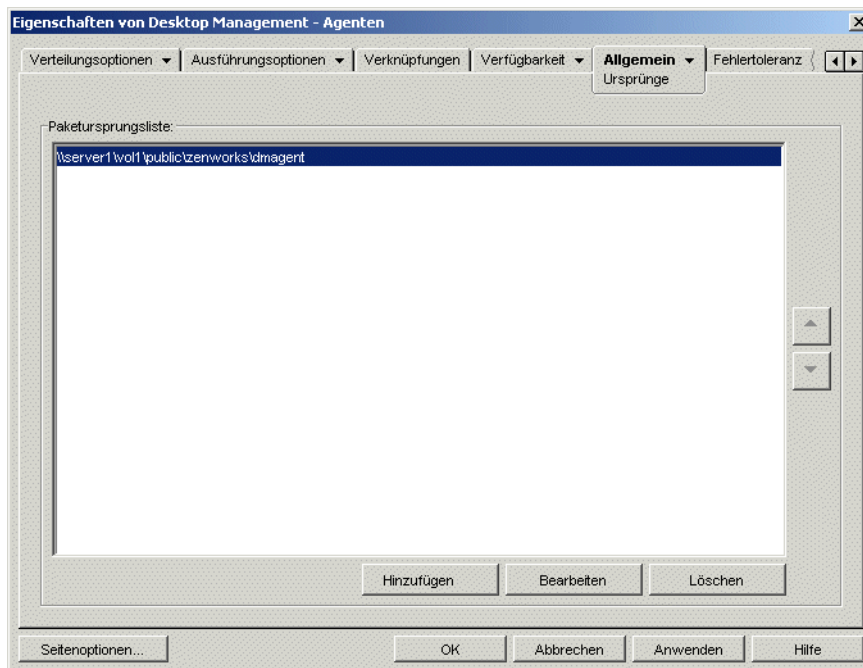 Eigenschaften von Desktop Management - Agenten
Verteilungsoptionen Ausführungsoptionen Verknüpfungen Verfügbarkeit Allgemein Fehlertoleranz
Ursprünge
Paketursprungsliste:
\\server1\vol1\public\zenworks\dmagent
Hinzufügen Bearbeiten Löschen
Seitenoptionen... OK Abbrechen Anwenden Hilfe